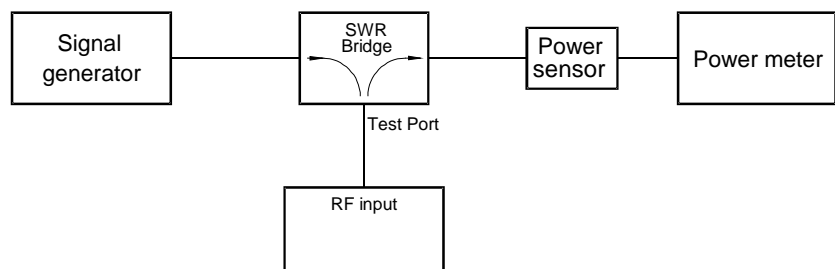 Signal
generator
SWR
Bridge
Power
sensor
Power meter
Test Port
RF input